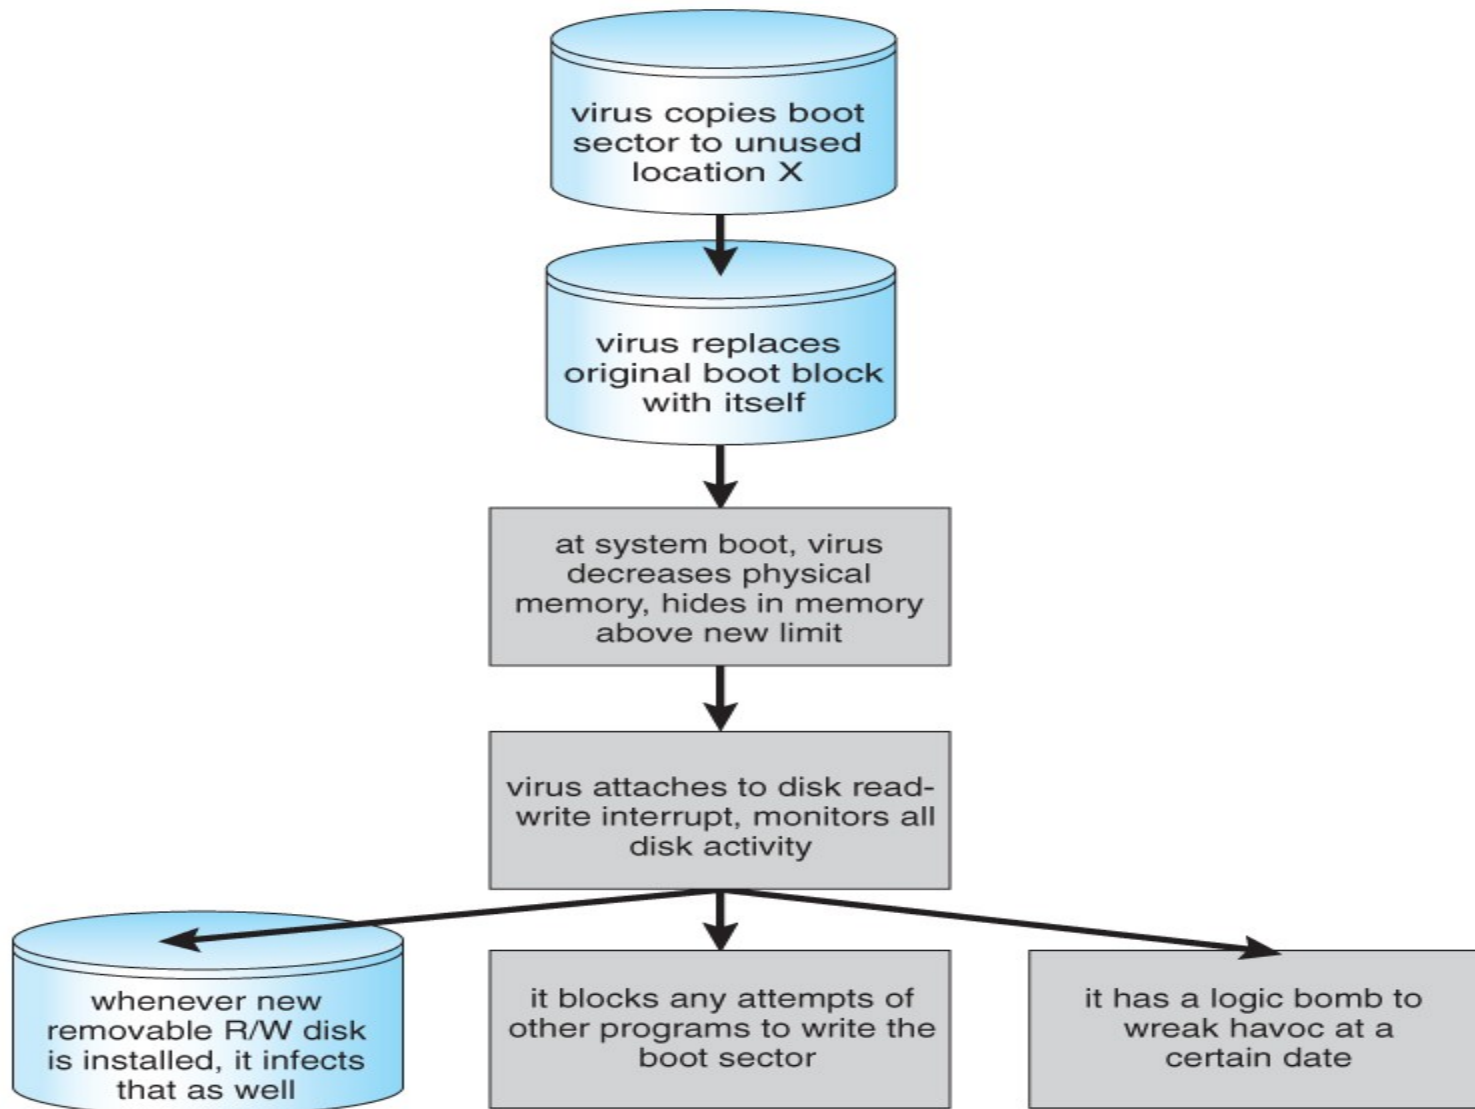 virus copies boot
sector to unused
location X
virus replaces
original boot block
with itself
at system boot, virus
decreases physical
memory, hides in memory
above new limit
virus attaches to disk read-
write interrupt, monitors all
disk activity
whenever new
removable R/W disk
is installed, it infects
that as well
it blocks any attempts of
other programs to write the
boot sector
it has a logic bomb to
wreak havoc at a
certain date